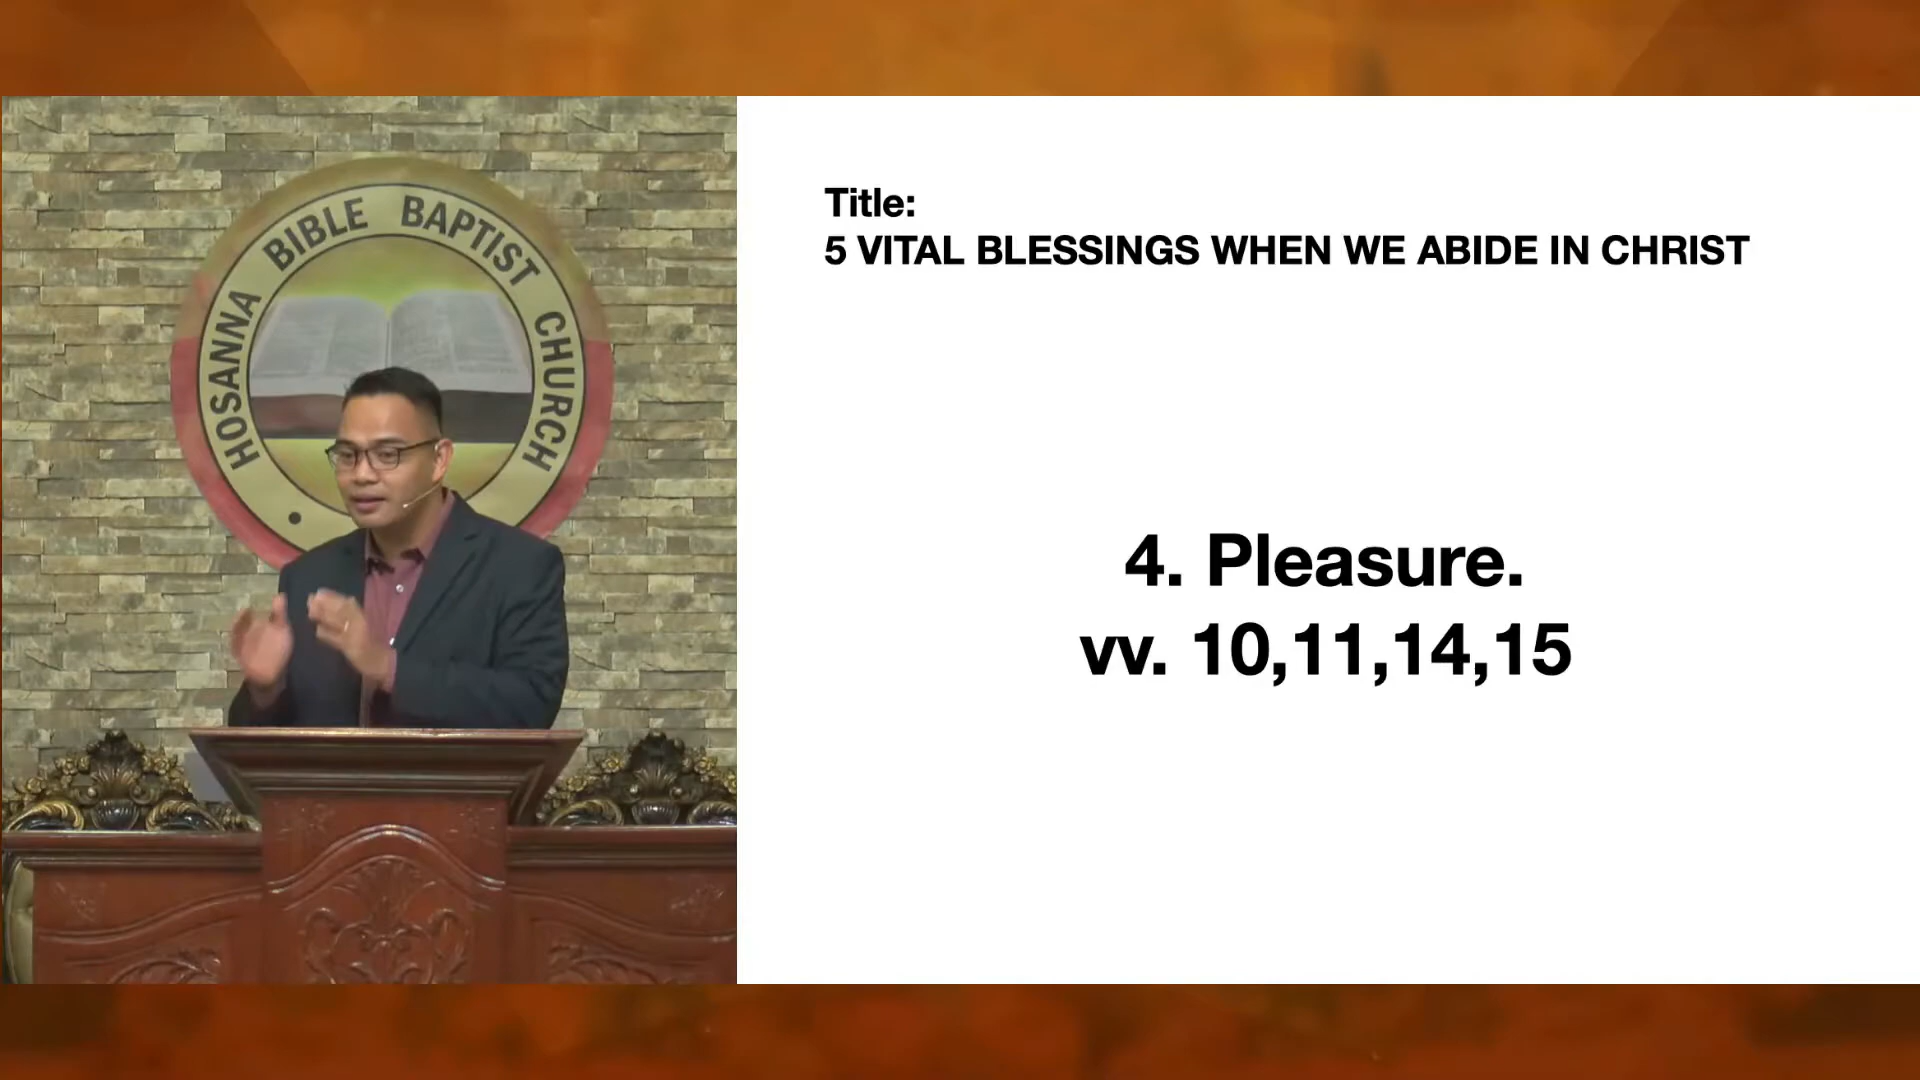 HOSANNA BIBLE BAPTIST CHURCH
Title:
5 VITAL BLESSINGS WHEN WE ABIDE IN CHRIST
4. Pleasure.
vv. 10,11,14,15